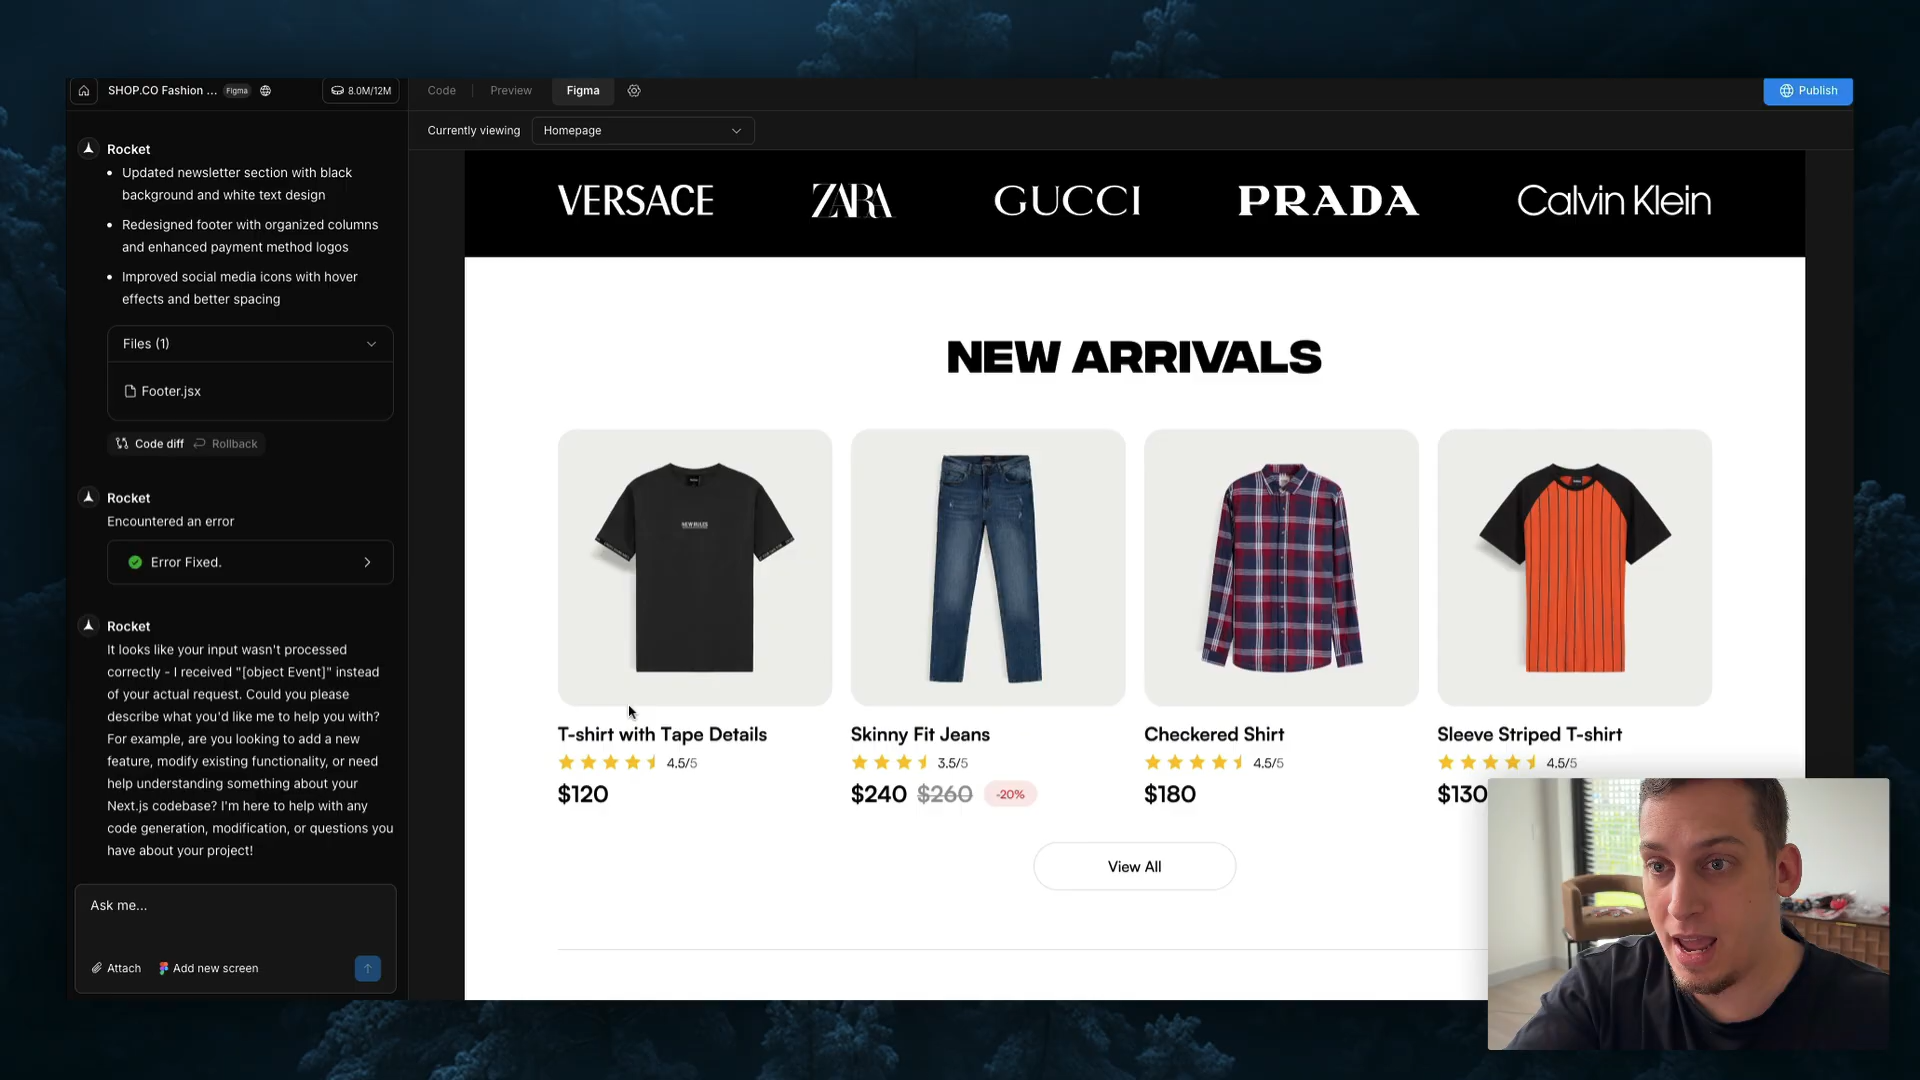 SHOP.CO Fashion ...
Figma
8.0M/12M
Code
Preview
Figma
Publish
Currently viewing
Homepage
Rocket
• Updated newsletter section with black
background and white text design
• Redesigned footer with organized columns
and enhanced payment method logos
• Improved social media icons with hover
effects and better spacing
Files (1)
Footer.jsx
Code diff
Rollback
Rocket
Encountered an error
Error Fixed.
Rocket
It looks like your input wasn't processed
correctly - I received "[object Event]" instead
of your actual request. Could you please
describe what you'd like me to help you with?
For example, are you looking to add a new
feature, modify existing functionality, or need
help understanding something about your
Next.js codebase? I'm here to help with any
code generation, modification, or questions you
have about your project!
Ask me...
Attach
Add new screen
VERSACE
ZARA
GUCCI
PRADA
Calvin Klein
NEW ARRIVALS
NEW RULES
T-shirt with Tape Details
4.5/5
$120
Skinny Fit Jeans
3.5/5
$240 $260 -20%
Checkered Shirt
4.5/5
$180
Sleeve Striped T-shirt
4.5/5
$130
View All